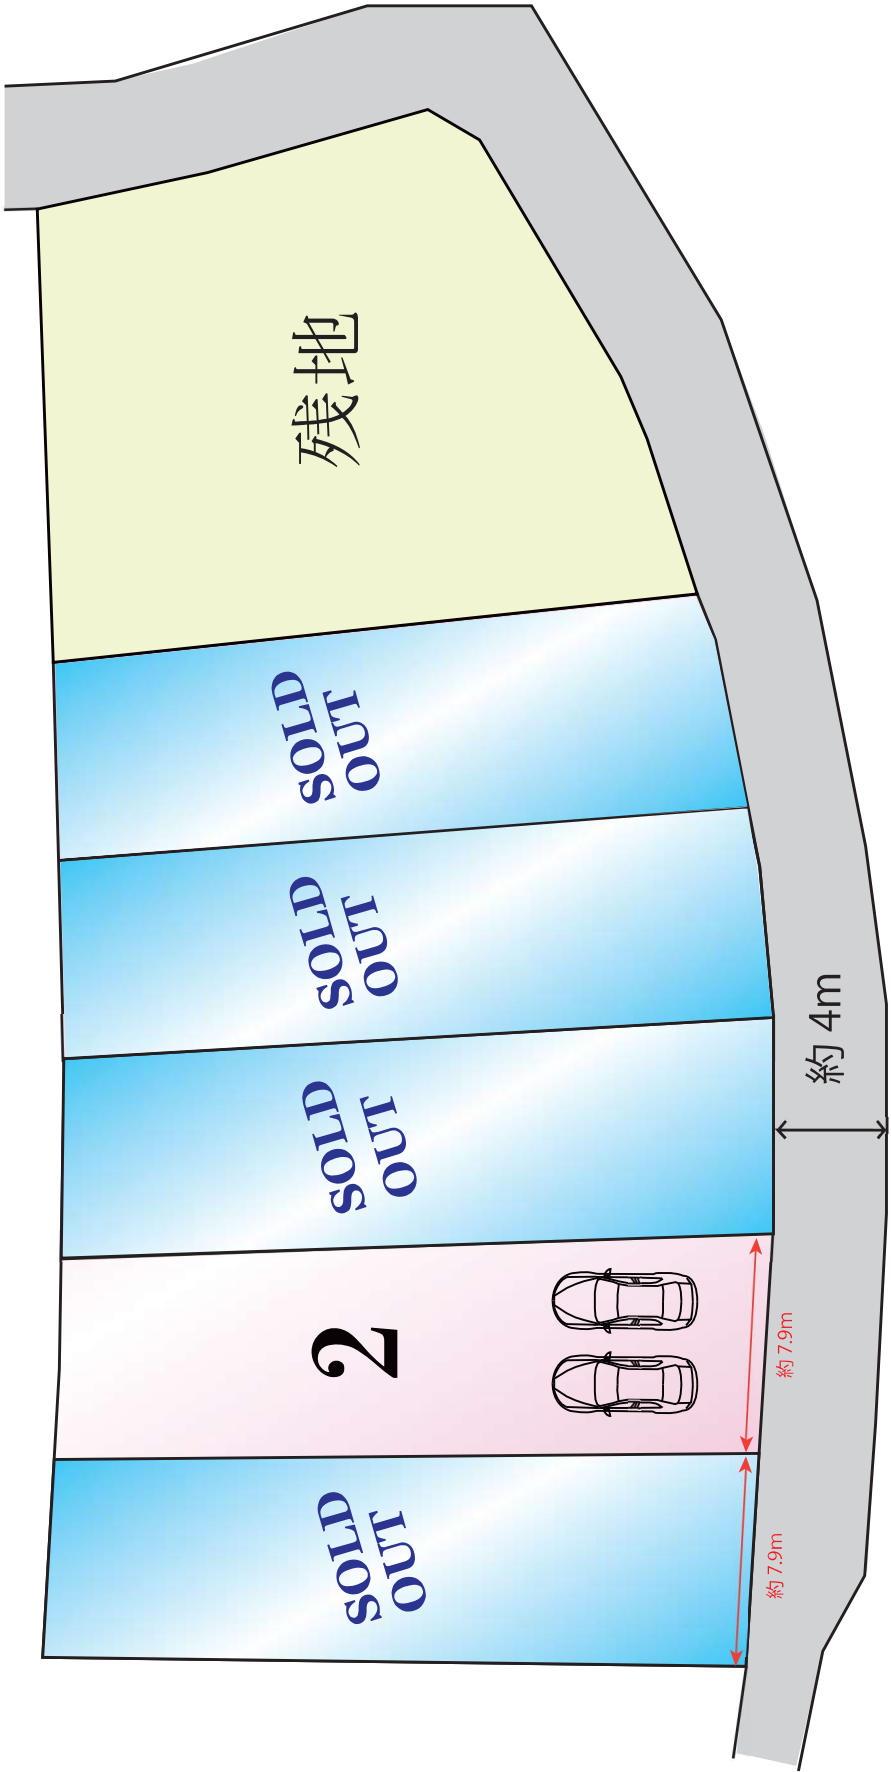 残地
SOLD
OUT
SOLD
OUT
SOLD
OUT
約 4m
2
約 7.9m
SOLD
OUT
約 7.9m